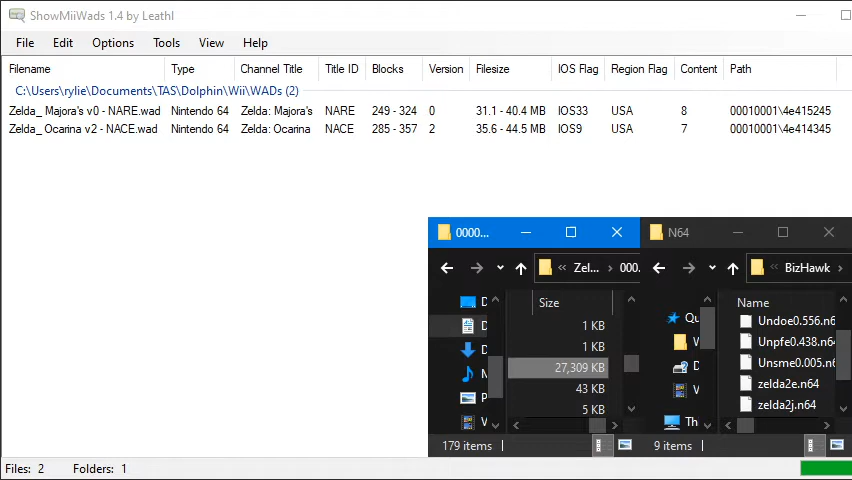 ShowMiiWads 1.4 by Leathl
File Edit Options Tools View Help
Filename Type Channel Title Title ID Blocks Version Filesize IOS Flag Region Flag Content Path
C:\Users\rylie\Documents\TAS\Dolphin\Wii\WADs (2)
Zelda_ Majora's v0 - NARE.wad Nintendo 64 Zelda: Majora's NARE 249 - 324 0 31.1 - 40.4 MB IOS33 USA 8 00010001\4e415245
Zelda_ Ocarina v2 - NACE.wad Nintendo 64 Zelda: Ocarina NACE 285 - 357 2 35.6 - 44.5 MB IOS9 USA 7 00010001\4e414345
0000... N64
« Zel... › 000. « BizHawk ›
Size Name
1 KB Undoe0.556.n6
1 KB Unpfe0.438.n64
27,309 KB Unsme0.005.n6
43 KB zelda2e.n64
5 KB Th zelda2j.n64
179 items 9 items
Files: 2 Folders: 1